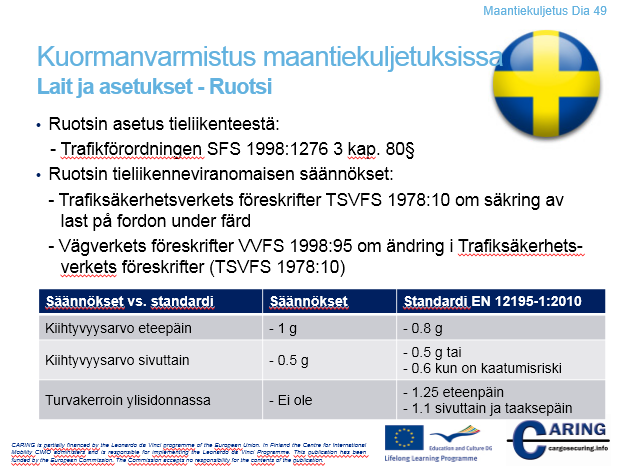 Maantiekuljetus Dia 49
Kuormanvarmistus maantiekuljetuksissa
Lait ja asetukset - Ruotsi
• Ruotsin asetus tieliikenteestä:
- Trafikförordningen SFS 1998:1276 3 kap. 80§
• Ruotsin tieliikenneviranomaisen säännökset:
- Trafiksäkerhetsverkets föreskrifter TSVFS 1978:10 om säkring av
last på fordon under färd
- Vägverkets föreskrifter VVFS 1998:95 om ändring i Trafiksäkerhets-
verkets föreskrifter (TSVFS 1978:10)
Säännökset vs. standardi Säännökset Standardi EN 12195-1:2010
Kiihtyvyysarvo eteepäin - 1 g - 0.8 g
Kiihtyvyysarvo sivuttain - 0.5 g - 0.5 g tai
- 0.6 kun on kaatumisriski
Turvakerroin ylisidonnassa - Ei ole - 1.25 eteenpäin
- 1.1 sivuttain ja taaksepäin
CARING is partially financed by the Leonardo da Vinci programme of the European Union. In Finland the Centre for International
Mobility CIMO administers and is responsible for implementing the Leonardo da Vinci Programme. This publication has been
funded by the European Commission. The Commission accepts no responsibility for the contents of the publication.
Education and Culture DG
Lifelong Learning Programme
CARING
cargosecuring.info